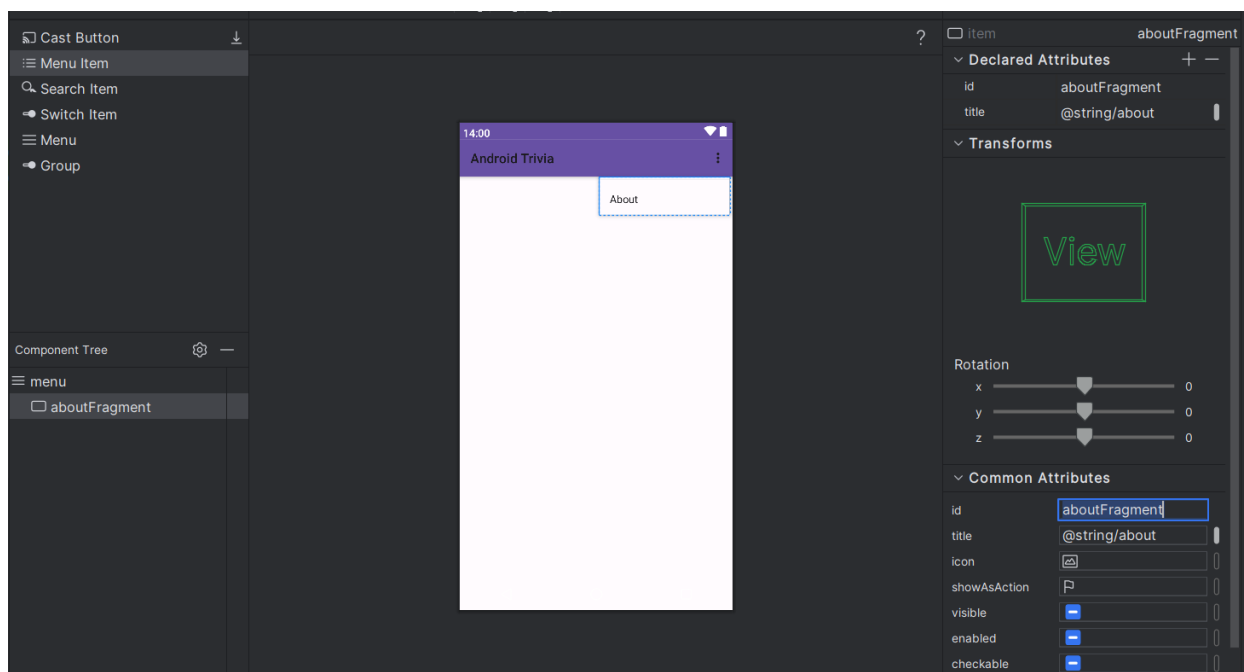 Cast Button
Menu Item
Search Item
Switch Item
Menu
Group
Component Tree
menu
aboutFragment
?
14:00
Android Trivia
About
item aboutFragment
Declared Attributes
id aboutFragment
title @string/about
Transforms
View
Rotation
x 0
y 0
z 0
Common Attributes
id aboutFragment
title @string/about
icon
showAsAction
visible
enabled
checkable